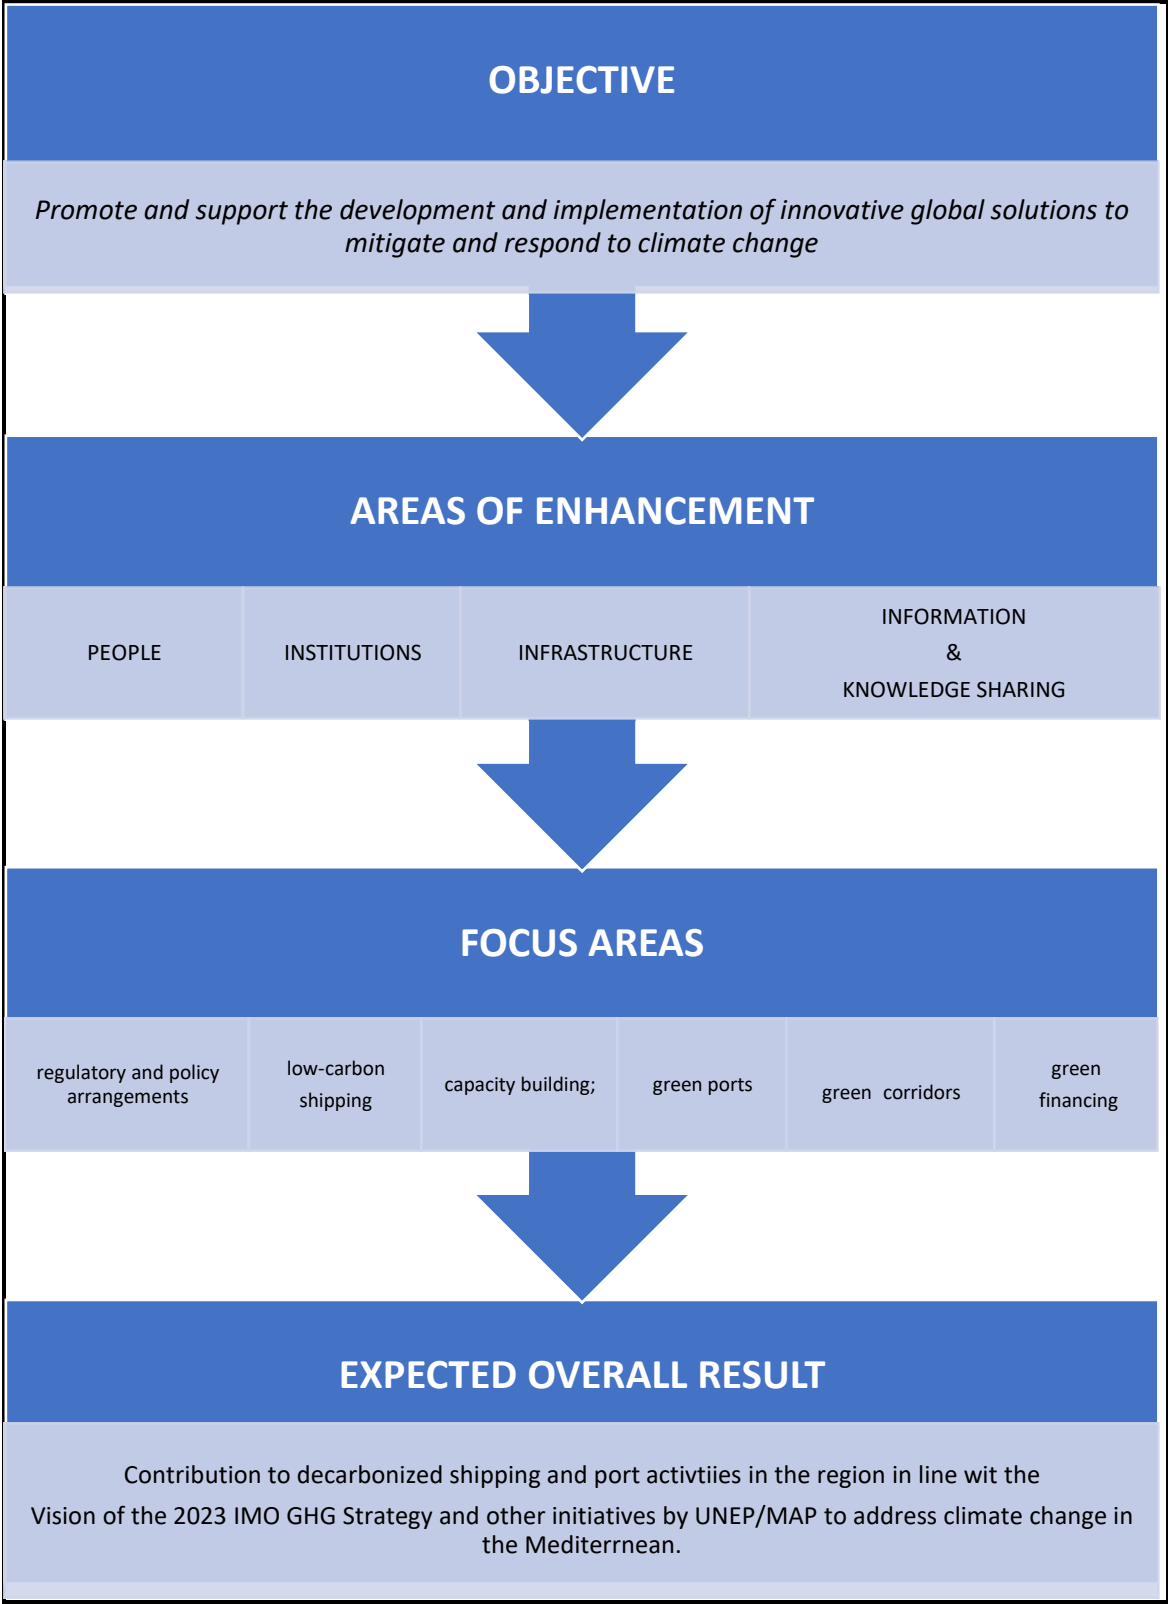 OBJECTIVE
Promote and support the development and implementation of innovative global solutions to
mitigate and respond to climate change
AREAS OF ENHANCEMENT
PEOPLE
INSTITUTIONS
INFRASTRUCTURE
INFORMATION
&
KNOWLEDGE SHARING
FOCUS AREAS
regulatory and policy
arrangements
low-carbon
shipping
capacity building;
green ports
green corridors
green
financing
EXPECTED OVERALL RESULT
Contribution to decarbonized shipping and port activtiies in the region in line wit the
Vision of the 2023 IMO GHG Strategy and other initiatives by UNEP/MAP to address climate change in
the Mediterrnean.